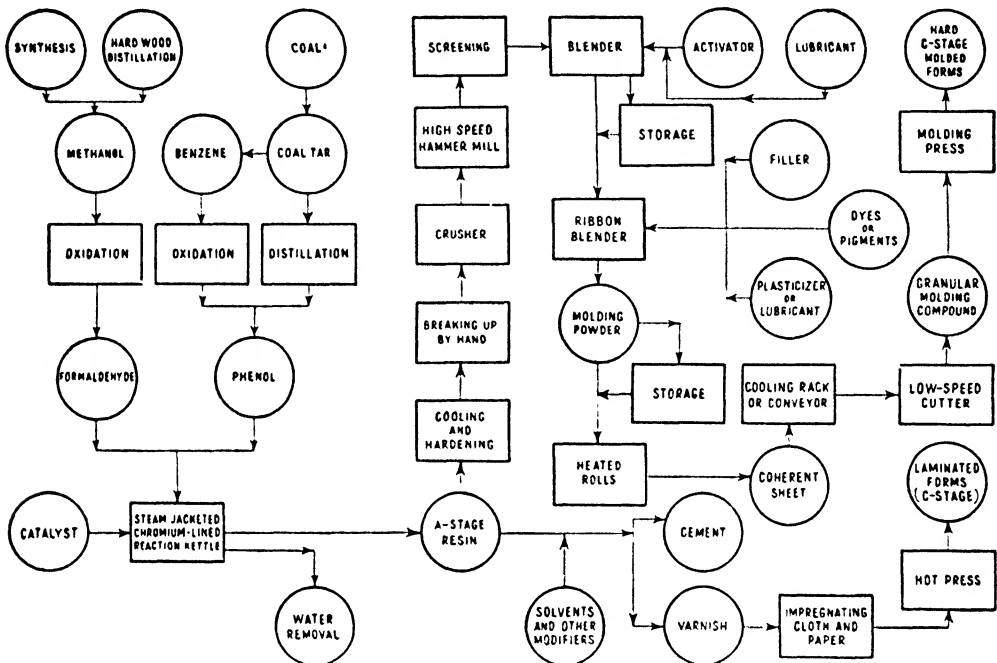 SYNTHESIS
HARD WOOD
DISTILLATION
COAL
SCREENING
BLENDER
ACTIVATOR
LUBRICANT
HARD
C-STAGE
MOLDED
FORMS
METHANOL
BENZENE
COAL TAR
HIGH SPEED
HAMMER MILL
STORAGE
FILLER
MOLDING
PRESS
OXIDATION
OXIDATION
DISTILLATION
CRUSHER
RIBBON
BLENDER
DYES
OR
PIGMENTS
BREAKING UP
BY HAND
MOLDING
POWDER
PLASTICIZER
OR
LUBRICANT
GRANULAR
MOLDING
COMPOUND
FORMALDEHYDE
PHENOL
STORAGE
COOLING RACK
OR CONVEYOR
LOW-SPEED
CUTTER
COOLING
AND
HARDENING
HEATED
ROLLS
COHERENT
SHEET
LAMINATED
FORMS
(C-STAGE)
CATALYST
STEAM JACKETED
CHROMIUM-LINED
REACTION KETTLE
A-STAGE
RESIN
CEMENT
HOT PRESS
WATER
REMOVAL
SOLVENTS
AND OTHER
MODIFIERS
VARNISH
IMPREGNATING
CLOTH AND
PAPER